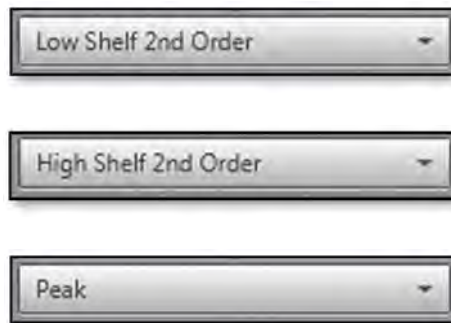 Low Shelf 2nd Order
High Shelf 2nd Order
Peak